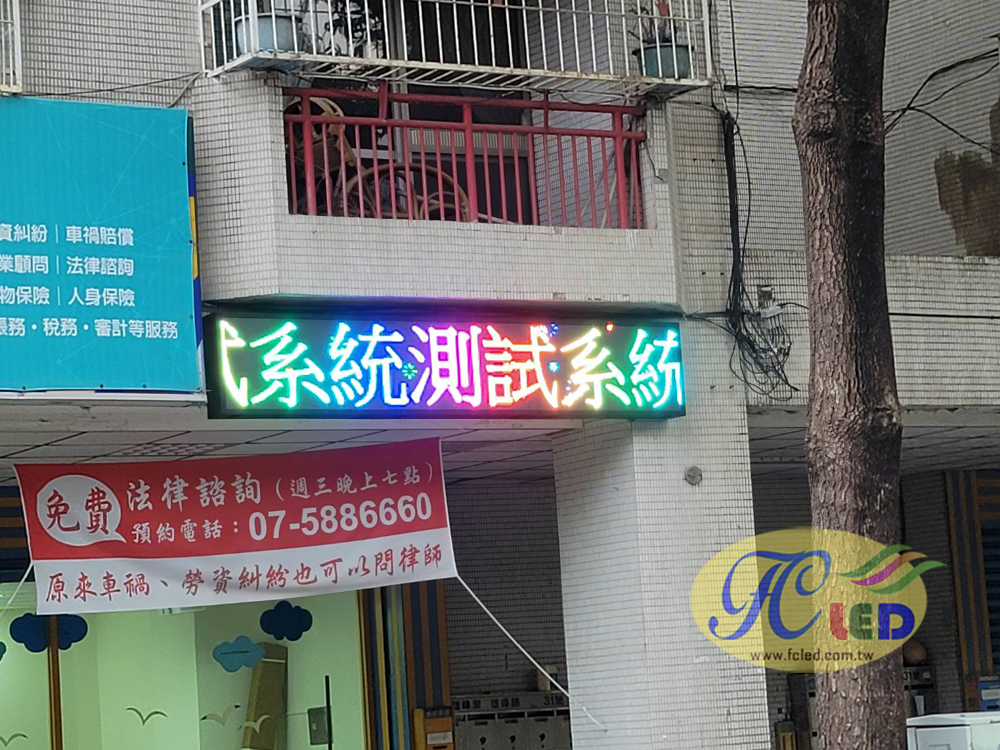 資糾紛｜車禍賠償
業顧問｜法律諮詢
物保險｜人身保險
務・稅務・審計等服務
系統測試系統
免費
法律諮詢（週三晚上七點）
預約電話：07-5886660
原來車禍、勞資糾紛也可以問律師
FC LED
www.fcled.com.tw